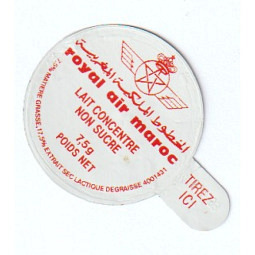 الخطوط الملكية المغربية
royal air maroc
LAIT CONCENTRE
NON SUCRE
7,5g
POIDS NET
7,5% MATIERE GRASSE, 17,5% EXTRAIT SEC LACTIQUE DEGRAISSE 4001431
TIREZ
ICI